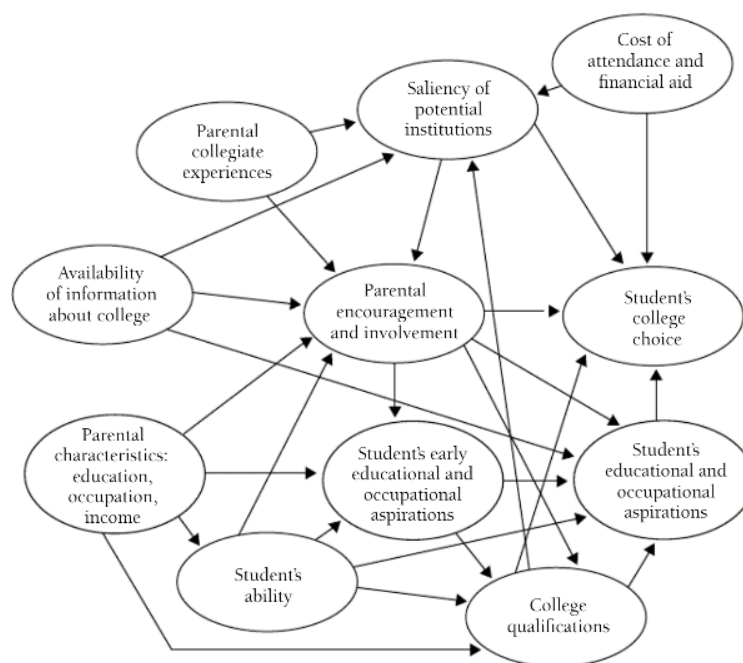 Cost of
attendance and
financial aid
Saliency of
potential
institutions
Parental
collegiate
experiences
Availability
of information
about college
Parental
encouragement
and involvement
Student's
college
choice
Parental
characteristics:
education,
occupation,
income
Student's early
educational and
occupational
aspirations
Student's
educational and
occupational
aspirations
Student's
ability
College
qualifications